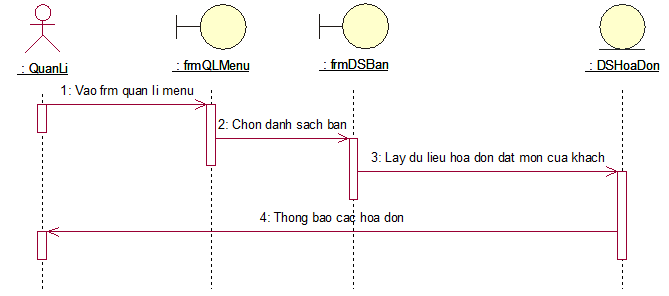 : QuanLi
: frmQLMenu
: frmDSBan
: DSHoaDon
1: Vao frm quan li menu
2: Chon danh sach ban
3: Lay du lieu hoa don dat mon cua khach
4: Thong bao cac hoa don